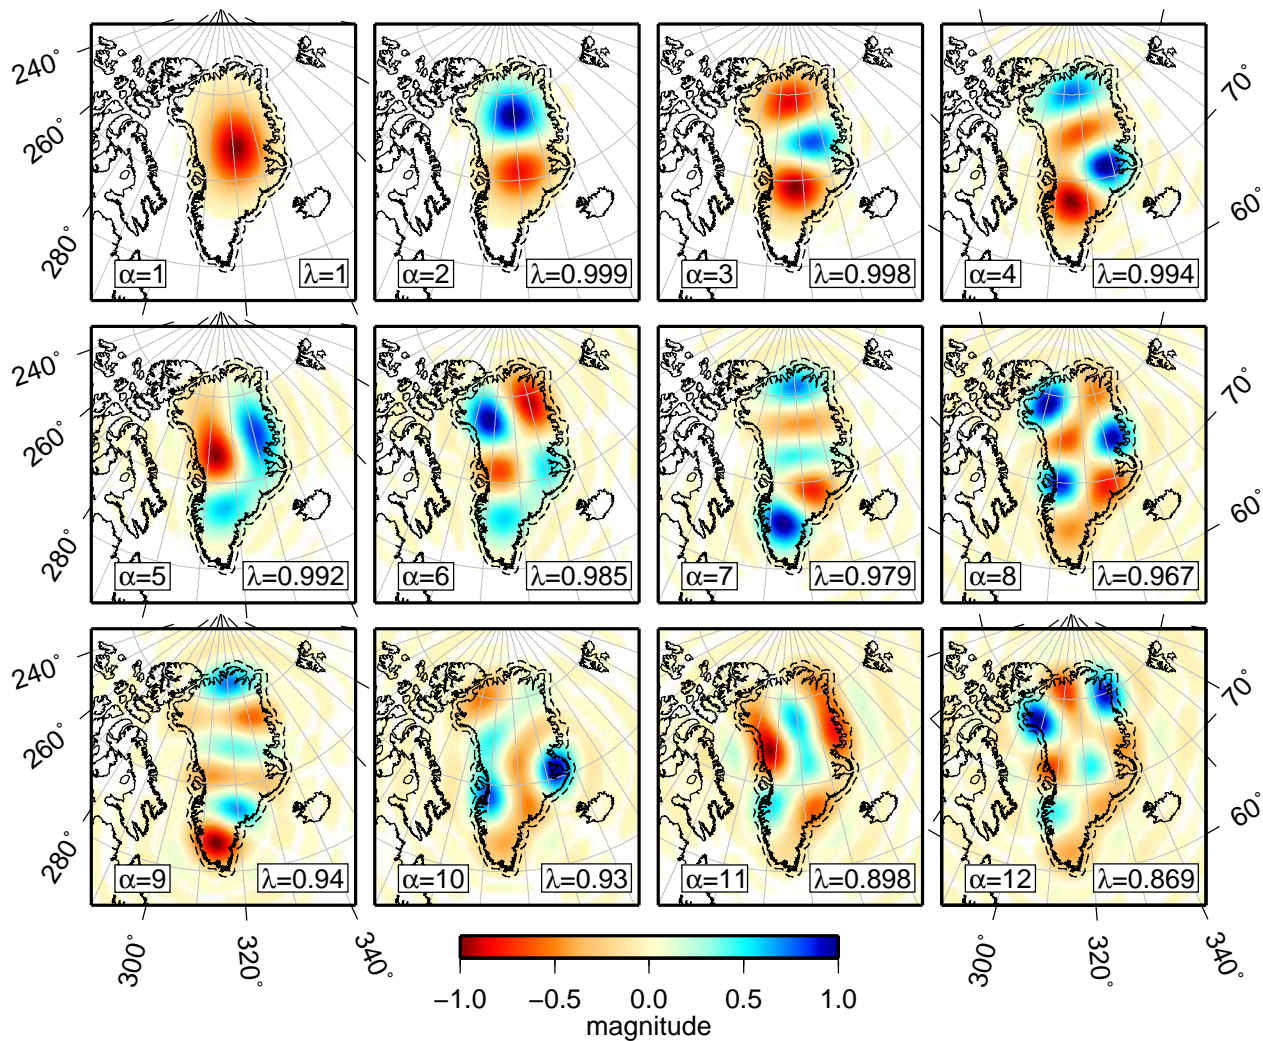 240°
260°
280°
α=1
λ=1
α=2
λ=0.999
α=3
λ=0.998
α=4
λ=0.994
70°
60°
240°
260°
280°
α=5
λ=0.992
α=6
λ=0.985
α=7
λ=0.979
α=8
λ=0.967
70°
60°
240°
260°
280°
α=9
λ=0.94
α=10
λ=0.93
α=11
λ=0.898
α=12
λ=0.869
70°
60°
300°
320°
340°
300°
320°
340°
−1.0
−0.5
0.0
0.5
1.0
magnitude